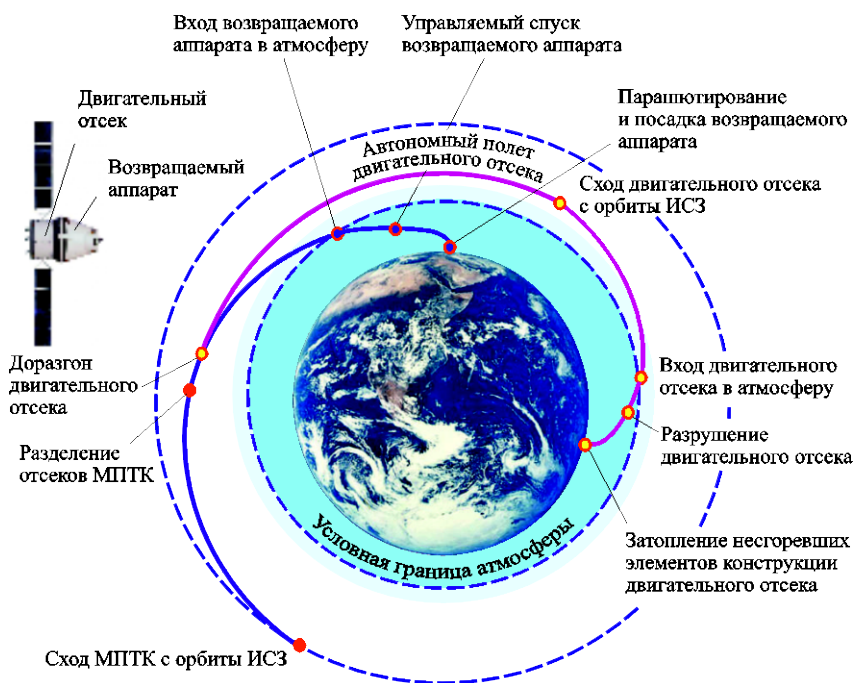 Вход возвращаемого
аппарата в атмосферу
Управляемый спуск
возвращаемого аппарата
Двигательный
отсек
Возвращаемый
аппарат
Парашютирование
и посадка возвращаемого
аппарата
Автономный полет
двигательного отсека
Сход двигательного отсека
с орбиты ИСЗ
Доразгон
двигательного
отсека
Вход двигательного
отсека в атмосферу
Разделение
отсеков МПТК
Разрушение
двигательного отсека
Условная граница атмосферы
Затопление несгоревших
элементов конструкции
двигательного отсека
Сход МПТК с орбиты ИСЗ